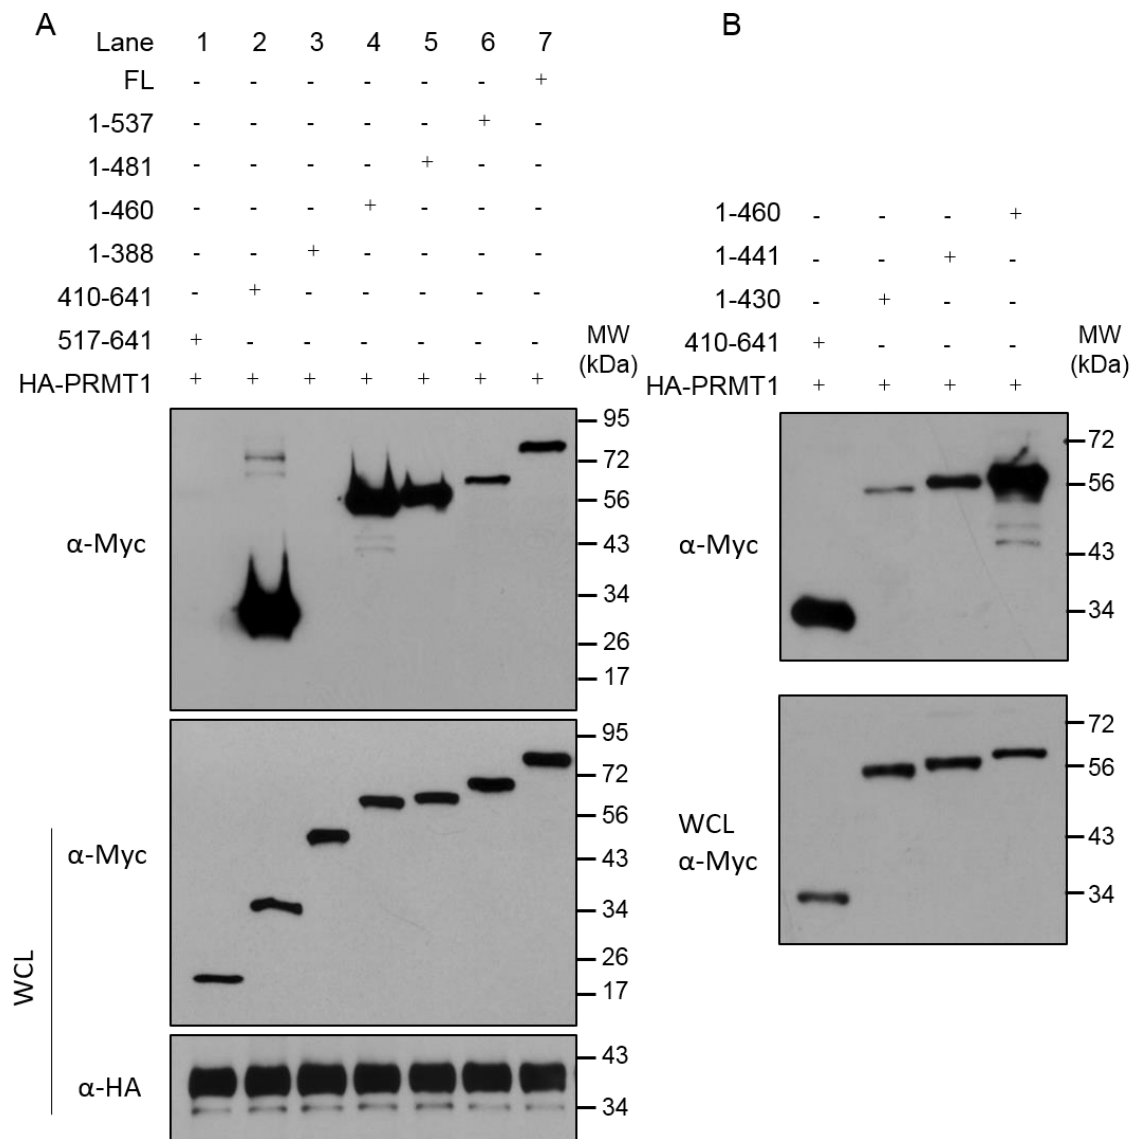 A
Lane 1 2 3 4 5 6 7
FL - - - - - - +
1-537 - - - - - + -
1-481 - - - - + - -
1-460 - - - + - - -
1-388 - - + - - - -
410-641 - + - - - - -
517-641 + - - - - - -
HA-PRMT1 + + + + + + +
MW
(kDa)
α-Myc
95
72
56
43
34
26
17
WCL
α-Myc
95
72
56
43
34
26
17
α-HA
43
34
B
1-460 - - - +
1-441 - - + -
1-430 - + - -
410-641 + - - -
HA-PRMT1 + + + +
MW
(kDa)
α-Myc
72
56
43
34
WCL
α-Myc
72
56
43
34